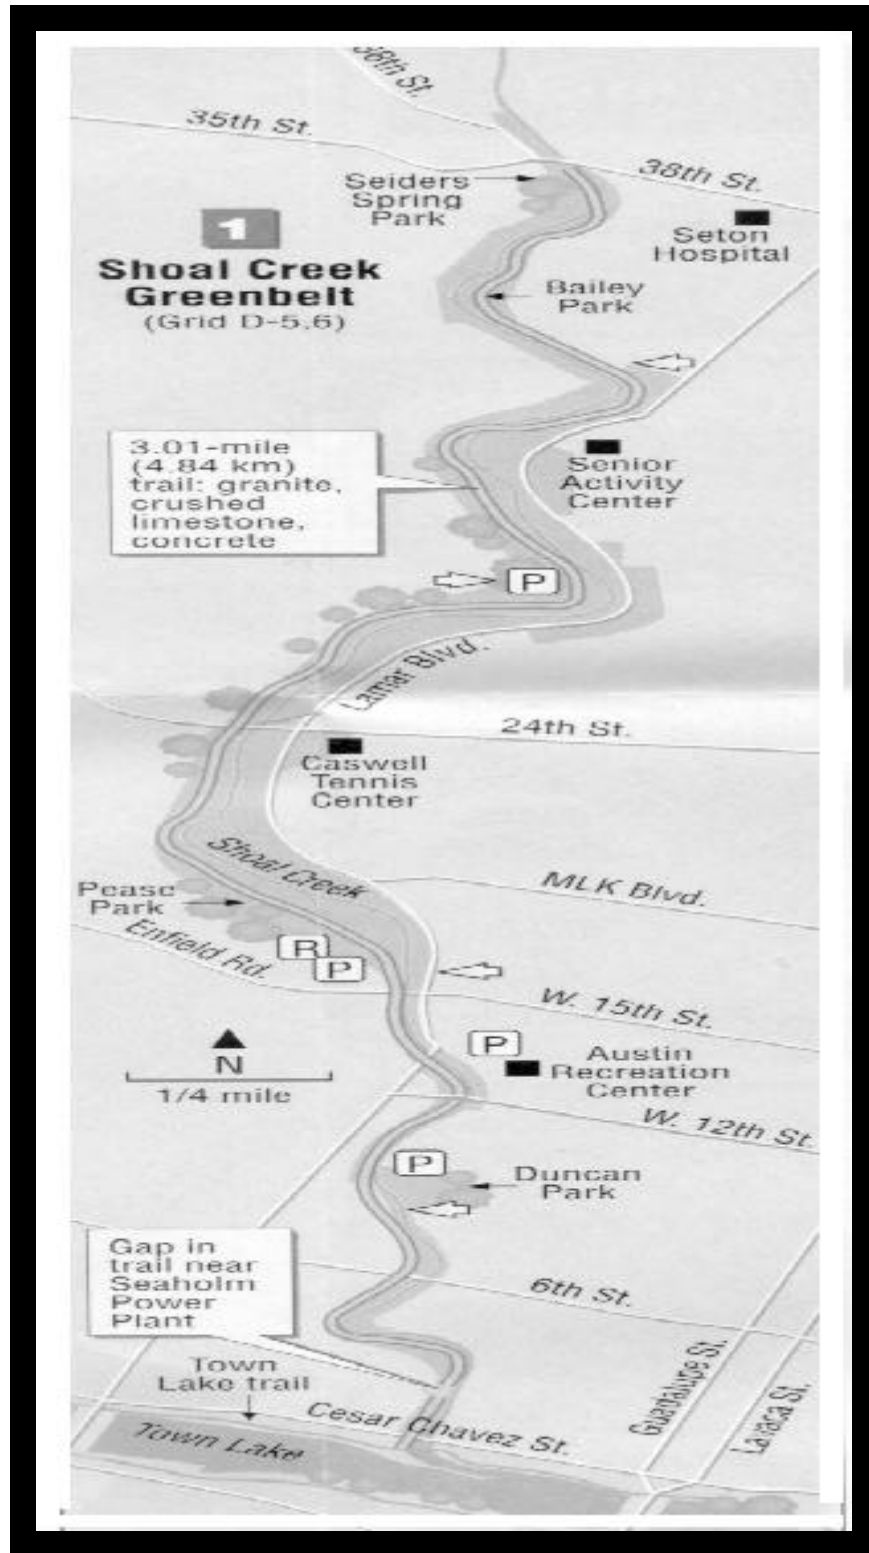 38th St.
35th St.
38th St.
Seiders
Spring
Park
1
Shoal Creek
Greenbelt
(Grid D-5,6)
Seton
Hospital
Bailey
Park
3.01-mile
(4.84 km)
trail: granite,
crushed
limestone,
concrete
Senior
Activity
Center
P
Lamar Blvd.
24th St.
Caswell
Tennis
Center
Shoal Creek
MLK Blvd.
Pease
Park
Enfield Rd.
R
P
W. 15th St.
N
1/4 mile
P
Austin
Recreation
Center
W. 12th St.
P
Duncan
Park
Gap in
trail near
Seaholm
Power
Plant
6th St.
Guadalupe St.
Lavaca St.
Town
Lake trail
Cesar Chavez St.
Town Lake